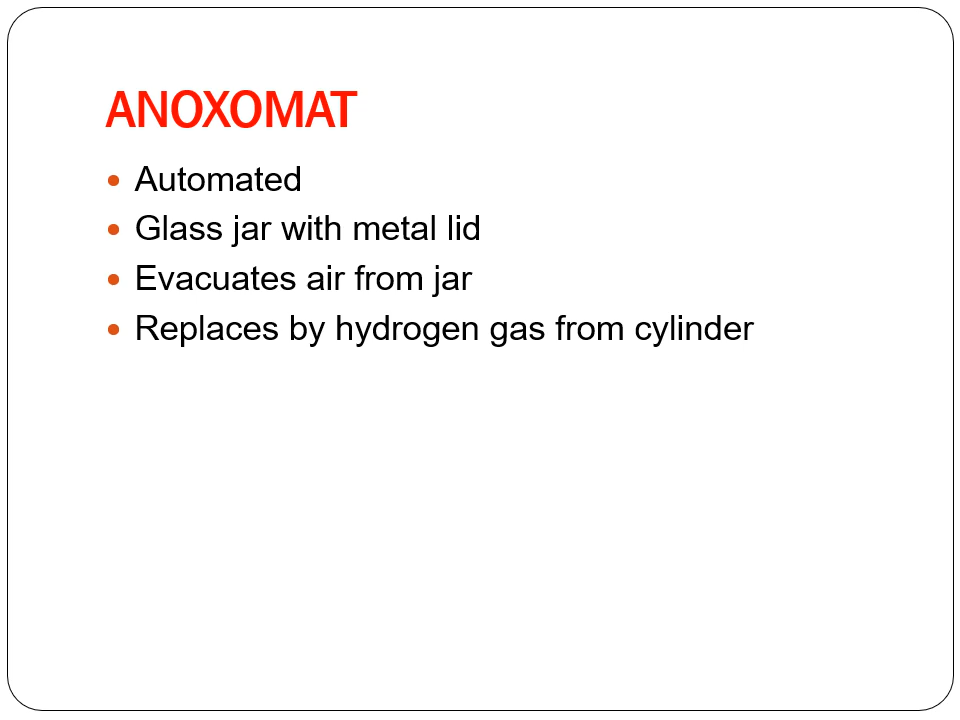 ANOXOMAT
• Automated
• Glass jar with metal lid
• Evacuates air from jar
• Replaces by hydrogen gas from cylinder